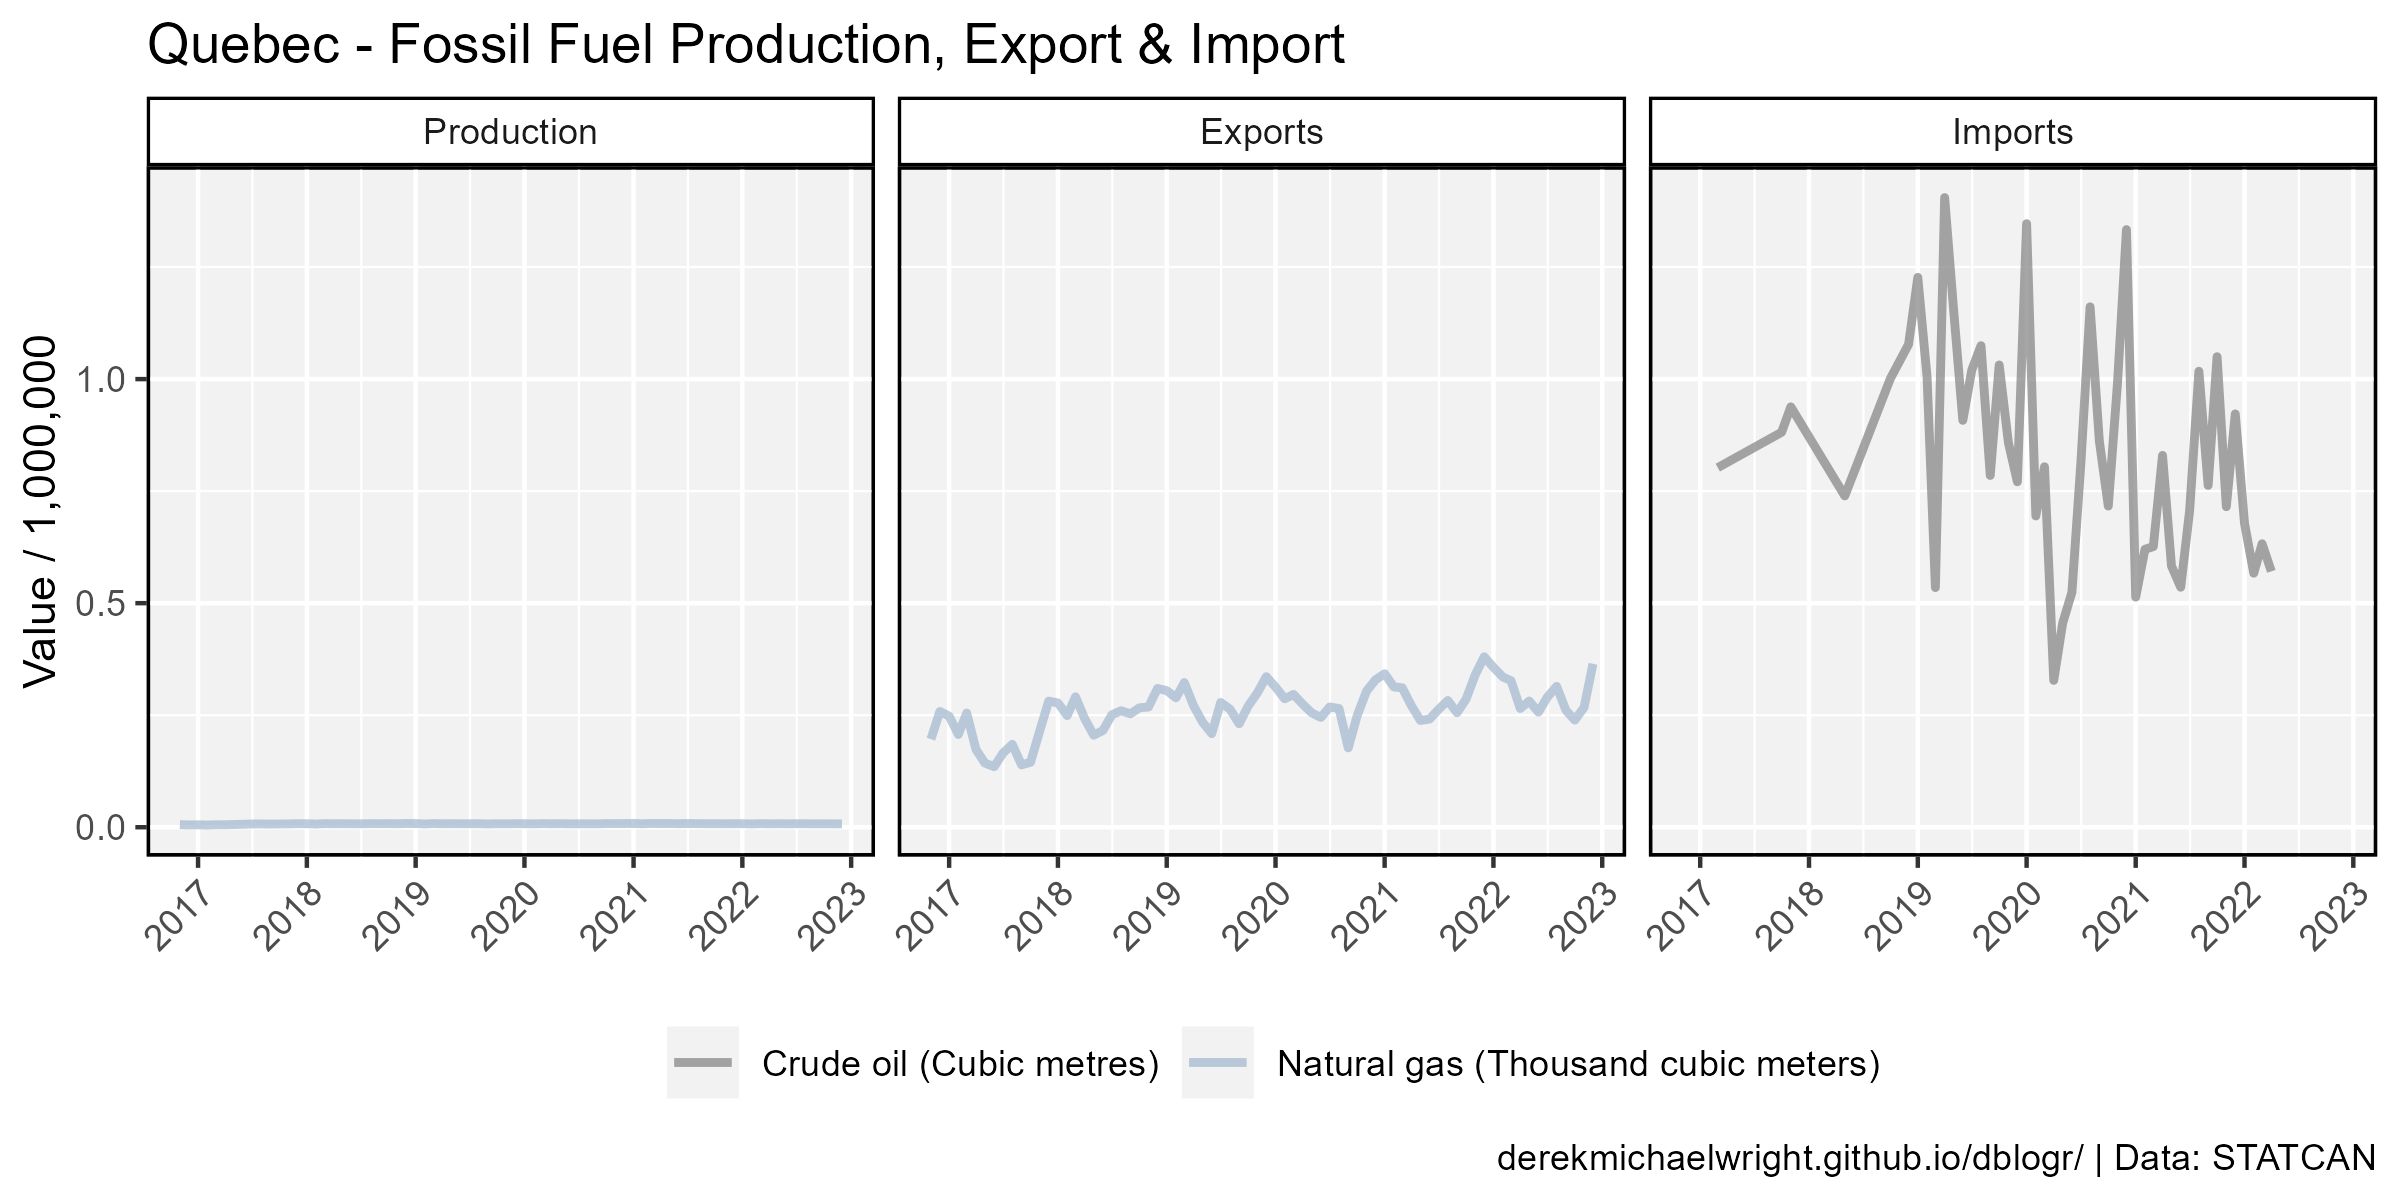 Quebec - Fossil Fuel Production, Export & Import
Production
Exports
Imports
Value / 1,000,000
1.0
0.5
0.0
2017 2018 2019 2020 2021 2022 2023
2017 2018 2019 2020 2021 2022 2023
2017 2018 2019 2020 2021 2022 2023
Crude oil (Cubic metres)
Natural gas (Thousand cubic meters)
derekmichaelwright.github.io/dblogr/ | Data: STATCAN